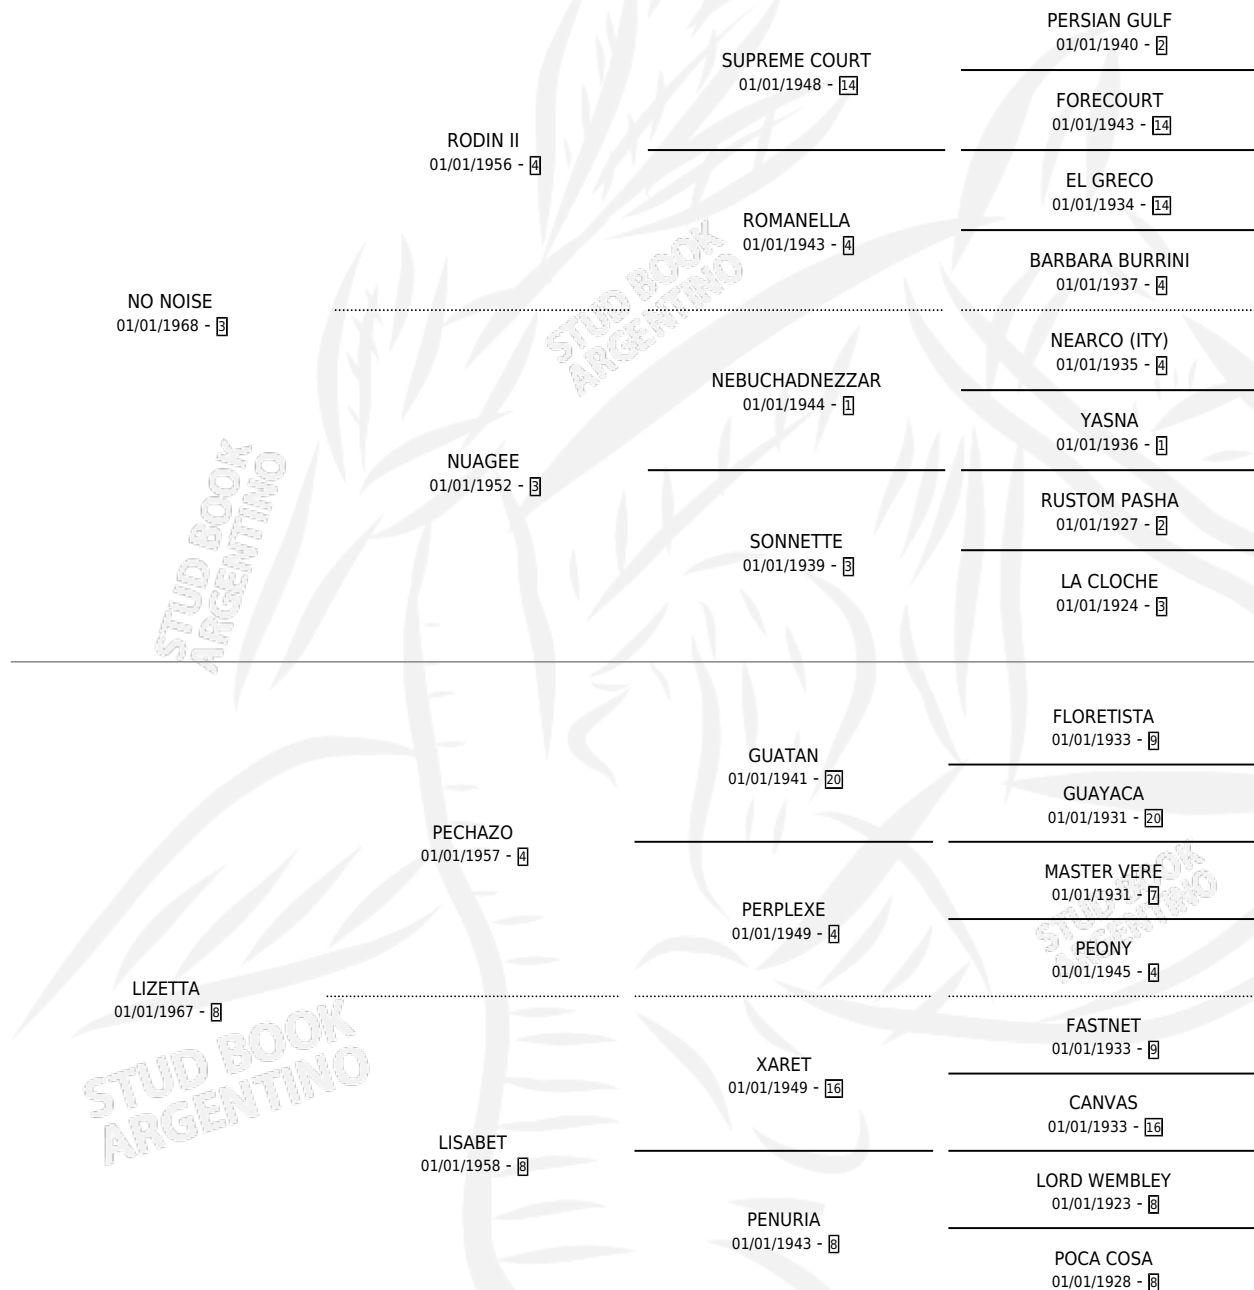 PERSIAN GULF
01/01/1940 - 2
SUPREME COURT
01/01/1948 - 14
FORECOURT
01/01/1943 - 14
RODIN II
01/01/1956 - 4
EL GRECO
01/01/1934 - 14
ROMANELLA
01/01/1943 - 4
BARBARA BURRINI
01/01/1937 - 4
NO NOISE
01/01/1968 - 3
NEARCO (ITY)
01/01/1935 - 4
NEBUCHADNEZZAR
01/01/1944 - 1
YASNA
01/01/1936 - 1
NUAGEE
01/01/1952 - 3
RUSTOM PASHA
01/01/1927 - 2
SONNETTE
01/01/1939 - 3
LA CLOCHE
01/01/1924 - 3
FLORETISTA
01/01/1933 - 9
GUATAN
01/01/1941 - 20
GUAYACA
01/01/1931 - 20
PECHAZO
01/01/1957 - 4
MASTER VERE
01/01/1931 - 7
PERPLEXE
01/01/1949 - 4
PEONY
01/01/1945 - 4
LIZETTA
01/01/1967 - 8
FASTNET
01/01/1933 - 9
XARET
01/01/1949 - 16
CANVAS
01/01/1933 - 16
LISABET
01/01/1958 - 8
LORD WEMBLEY
01/01/1923 - 8
PENURIA
01/01/1943 - 8
POCA COSA
01/01/1928 - 8
STUD BOOK
ARGENTINO
STUD BOOK
ARGENTINO
STUD BOOK
ARGENTINO
STUD BOOK
ARGENTINO